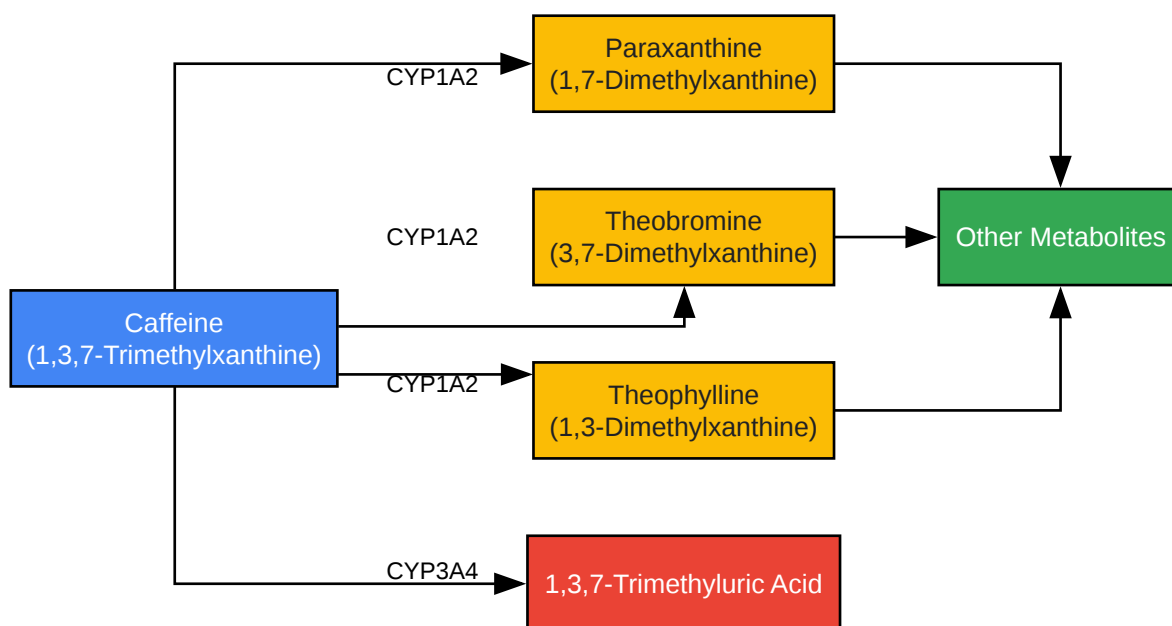 Paraxanthine
(1,7-Dimethylxanthine)
CYP1A2
Theobromine
(3,7-Dimethylxanthine)
CYP1A2
Other Metabolites
Caffeine
(1,3,7-Trimethylxanthine)
CYP1A2
Theophylline
(1,3-Dimethylxanthine)
CYP3A4
1,3,7-Trimethyluric Acid